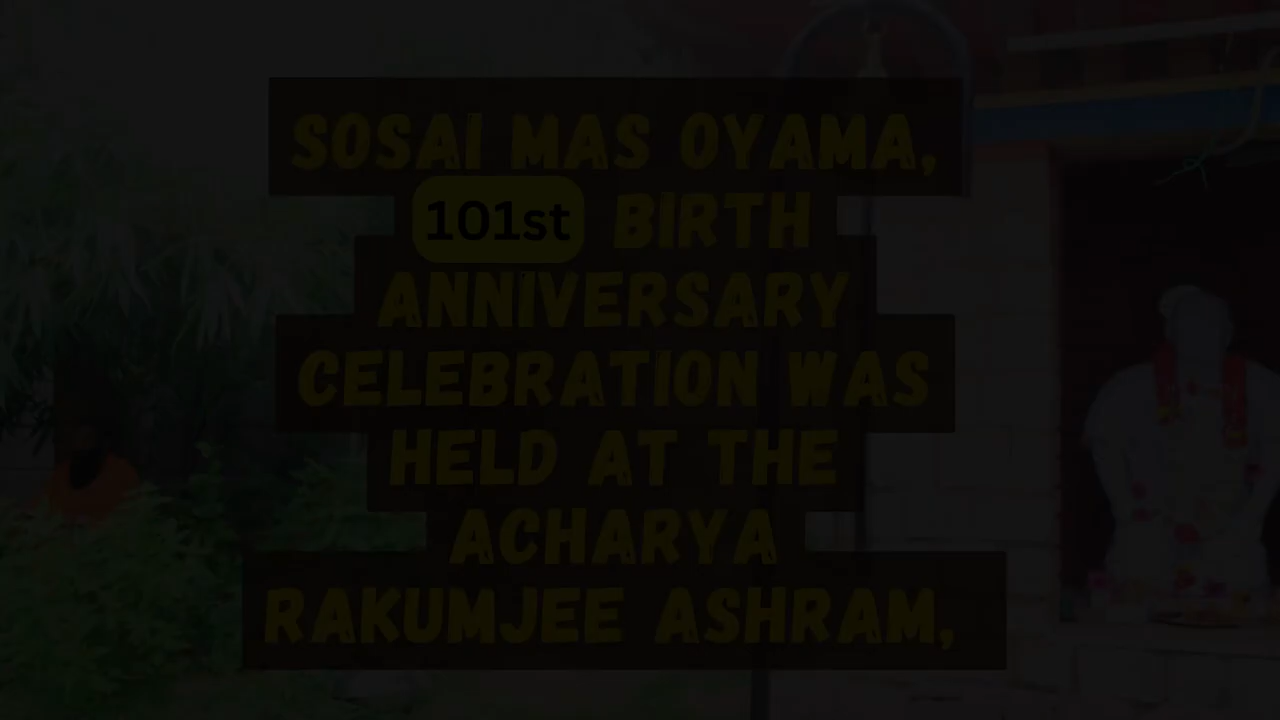 SOSAI MAS OYAMA,
101st BIRTH
ANNIVERSARY
CELEBRATION WAS
HELD AT THE
ACHARYA
RAKUMJEE ASHRAM,